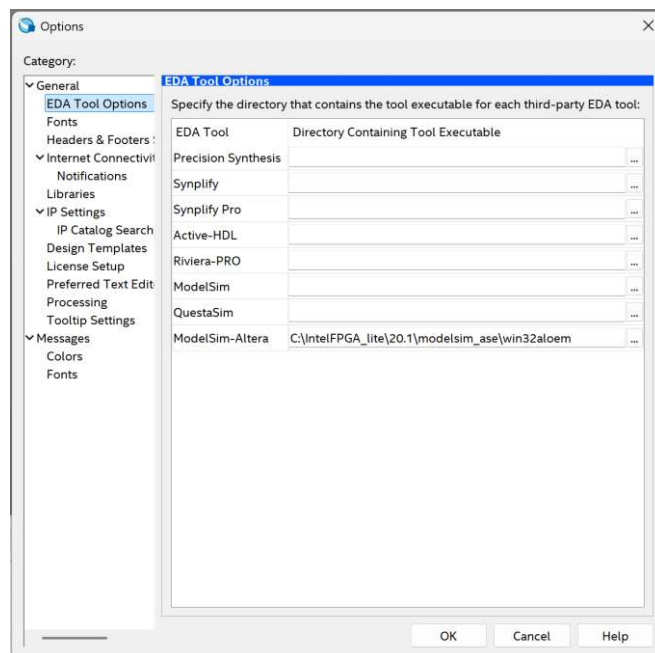 Options
Category:
General
EDA Tool Options
Fonts
Headers & Footers
Internet Connectivit
Notifications
Libraries
IP Settings
IP Catalog Search
Design Templates
License Setup
Preferred Text Edit
Processing
Tooltip Settings
Messages
Colors
Fonts
EDA Tool Options
Specify the directory that contains the tool executable for each third-party EDA tool:
EDA Tool Directory Containing Tool Executable
Precision Synthesis ...
Synplify ...
Synplify Pro ...
Active-HDL ...
Riviera-PRO ...
ModelSim ...
QuestaSim ...
ModelSim-Altera C:\IntelFPGA_lite\20.1\modelsim_ase\win32aloem ...
OK Cancel Help